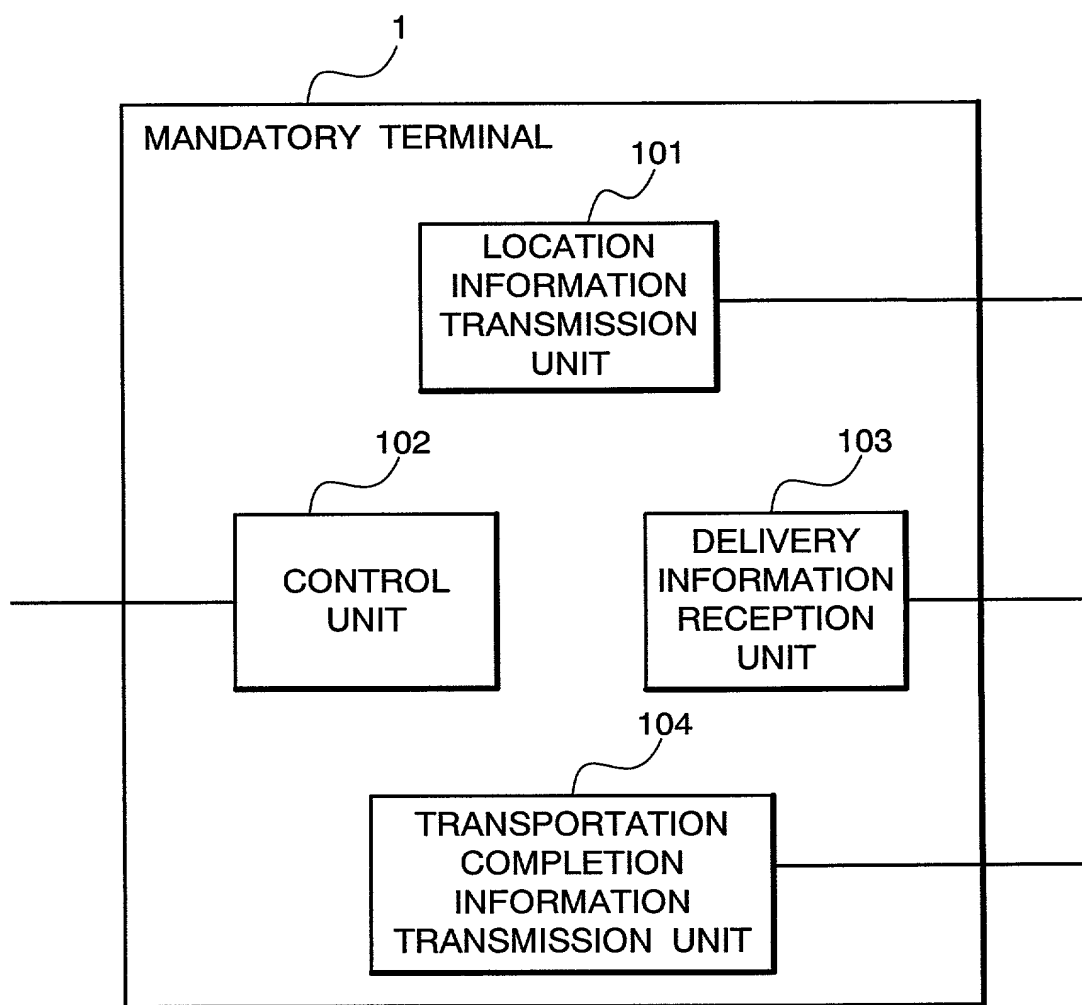 1
MANDATORY TERMINAL
101
LOCATION
INFORMATION
TRANSMISSION
UNIT
102
CONTROL
UNIT
103
DELIVERY
INFORMATION
RECEPTION
UNIT
104
TRANSPORTATION
COMPLETION
INFORMATION
TRANSMISSION UNIT